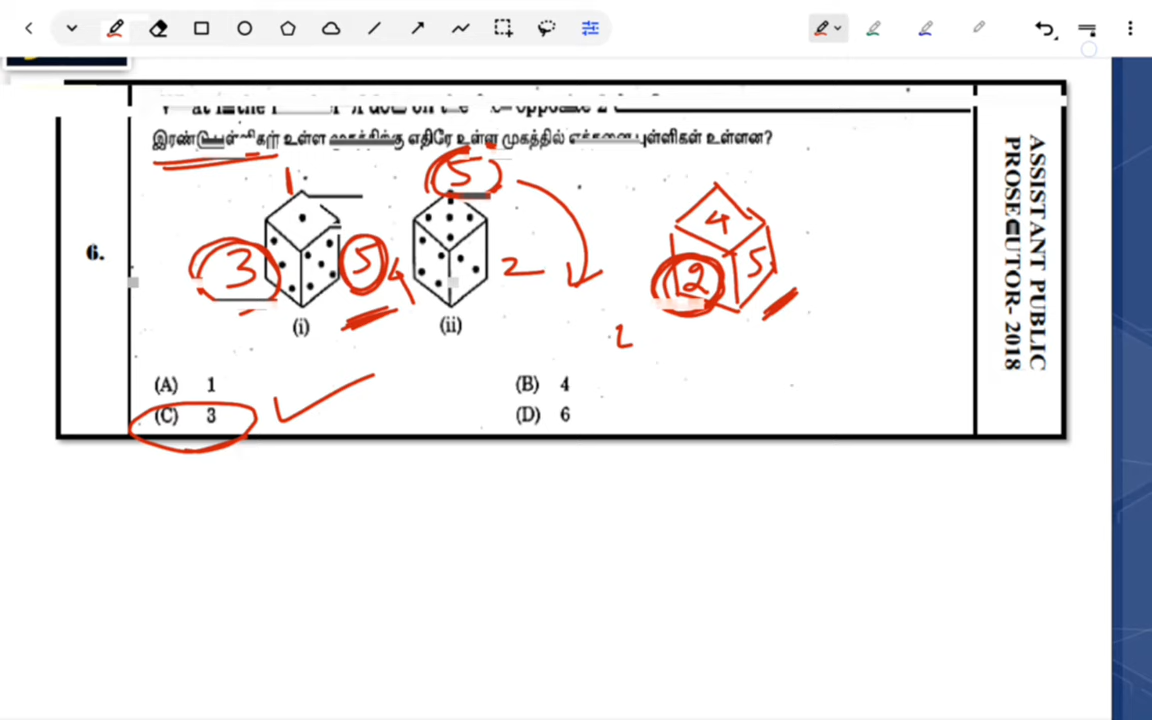 இரண்டு புள்ளிகள் உள்ள முகத்திற்கு எதிரே உள்ள முகத்தில் எத்தனை புள்ளிகள் உள்ளன?
6.
1
5
3
5
4
2
4
2
5
(i)
(ii)
(A) 1
(B) 4
(C) 3
(D) 6
ASSISTANT PUBLIC
PROSECUTOR- 2018